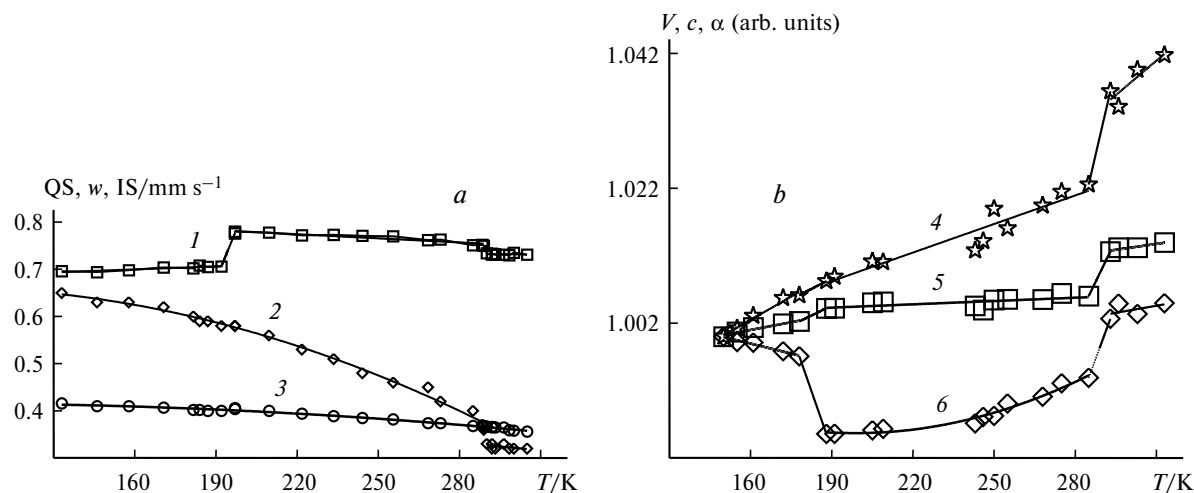 QS, w, IS/mm s⁻¹
a
0.8
1
0.7
0.6
2
0.5
3
0.4
160 190 220 250 280 T/K
V, c, α (arb. units)
1.042
1.022
b
4
5
1.002
6
160 190 220 250 285 T/K